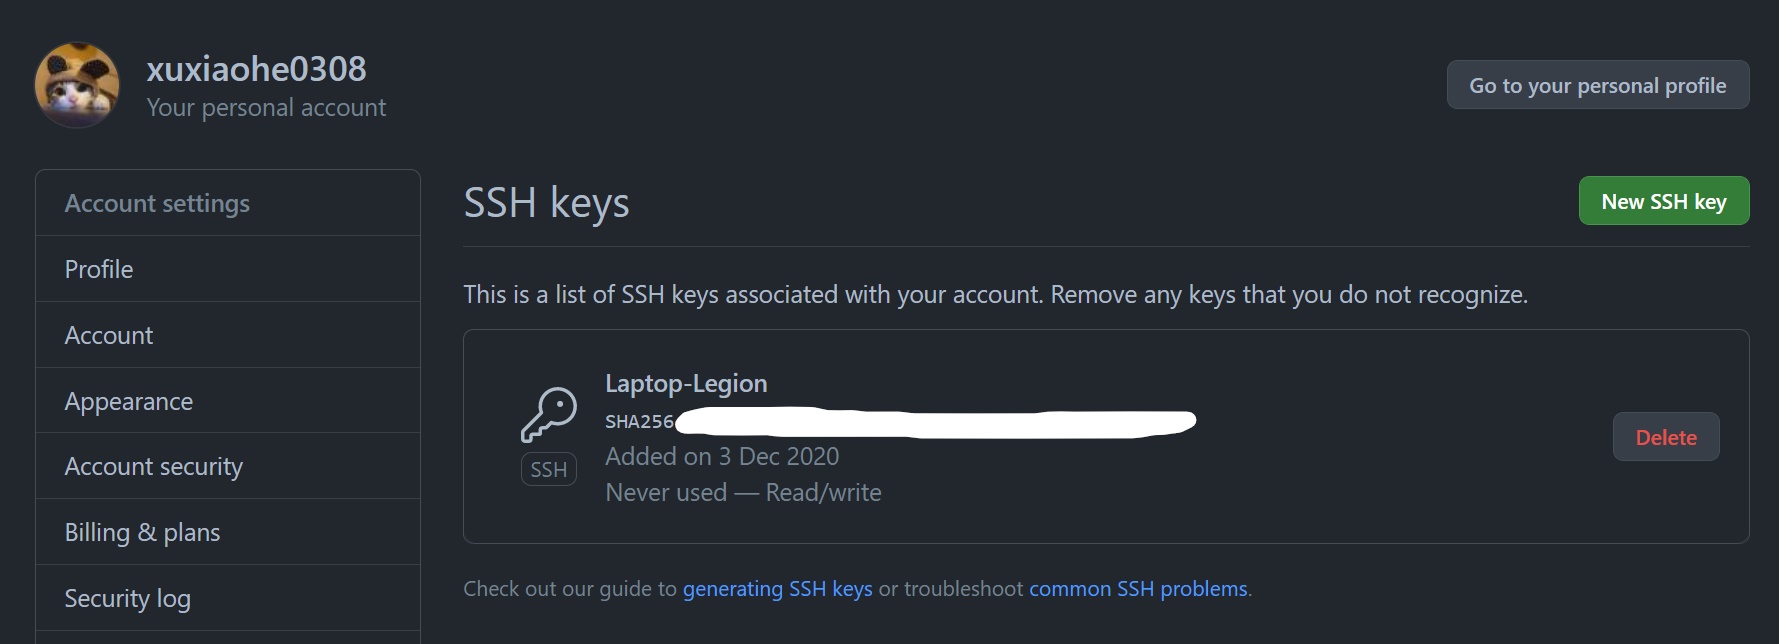 xuxiaohe0308
Your personal account
Go to your personal profile
Account settings
Profile
Account
Appearance
Account security
Billing & plans
Security log
SSH keys
New SSH key
This is a list of SSH keys associated with your account. Remove any keys that you do not recognize.
Laptop-Legion
SHA256
Added on 3 Dec 2020
Never used — Read/write
SSH
Delete
Check out our guide to generating SSH keys or troubleshoot common SSH problems.